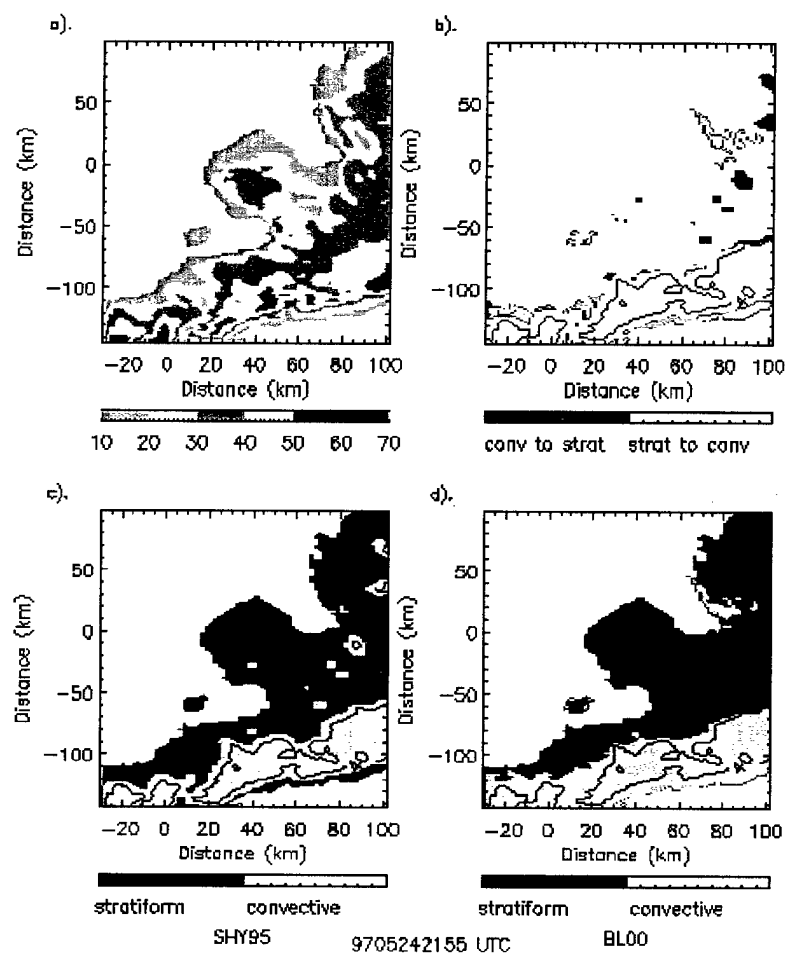 a).
b).
Distance (km)
50
0
−50
−100
−20 0 20 40 60 80 100
Distance (km)
10 20 30 40 50 60 70
Distance (km)
50
0
−50
−100
−20 0 20 40 60 80 100
Distance (km)
conv to strat strat to conv
c).
d).
Distance (km)
50
0
−50
−100
−20 0 20 40 60 80 100
Distance (km)
stratiform convective
SHY95
Distance (km)
50
0
−50
−100
−20 0 20 40 60 80 100
Distance (km)
stratiform convective
BL00
9705242155 UTC